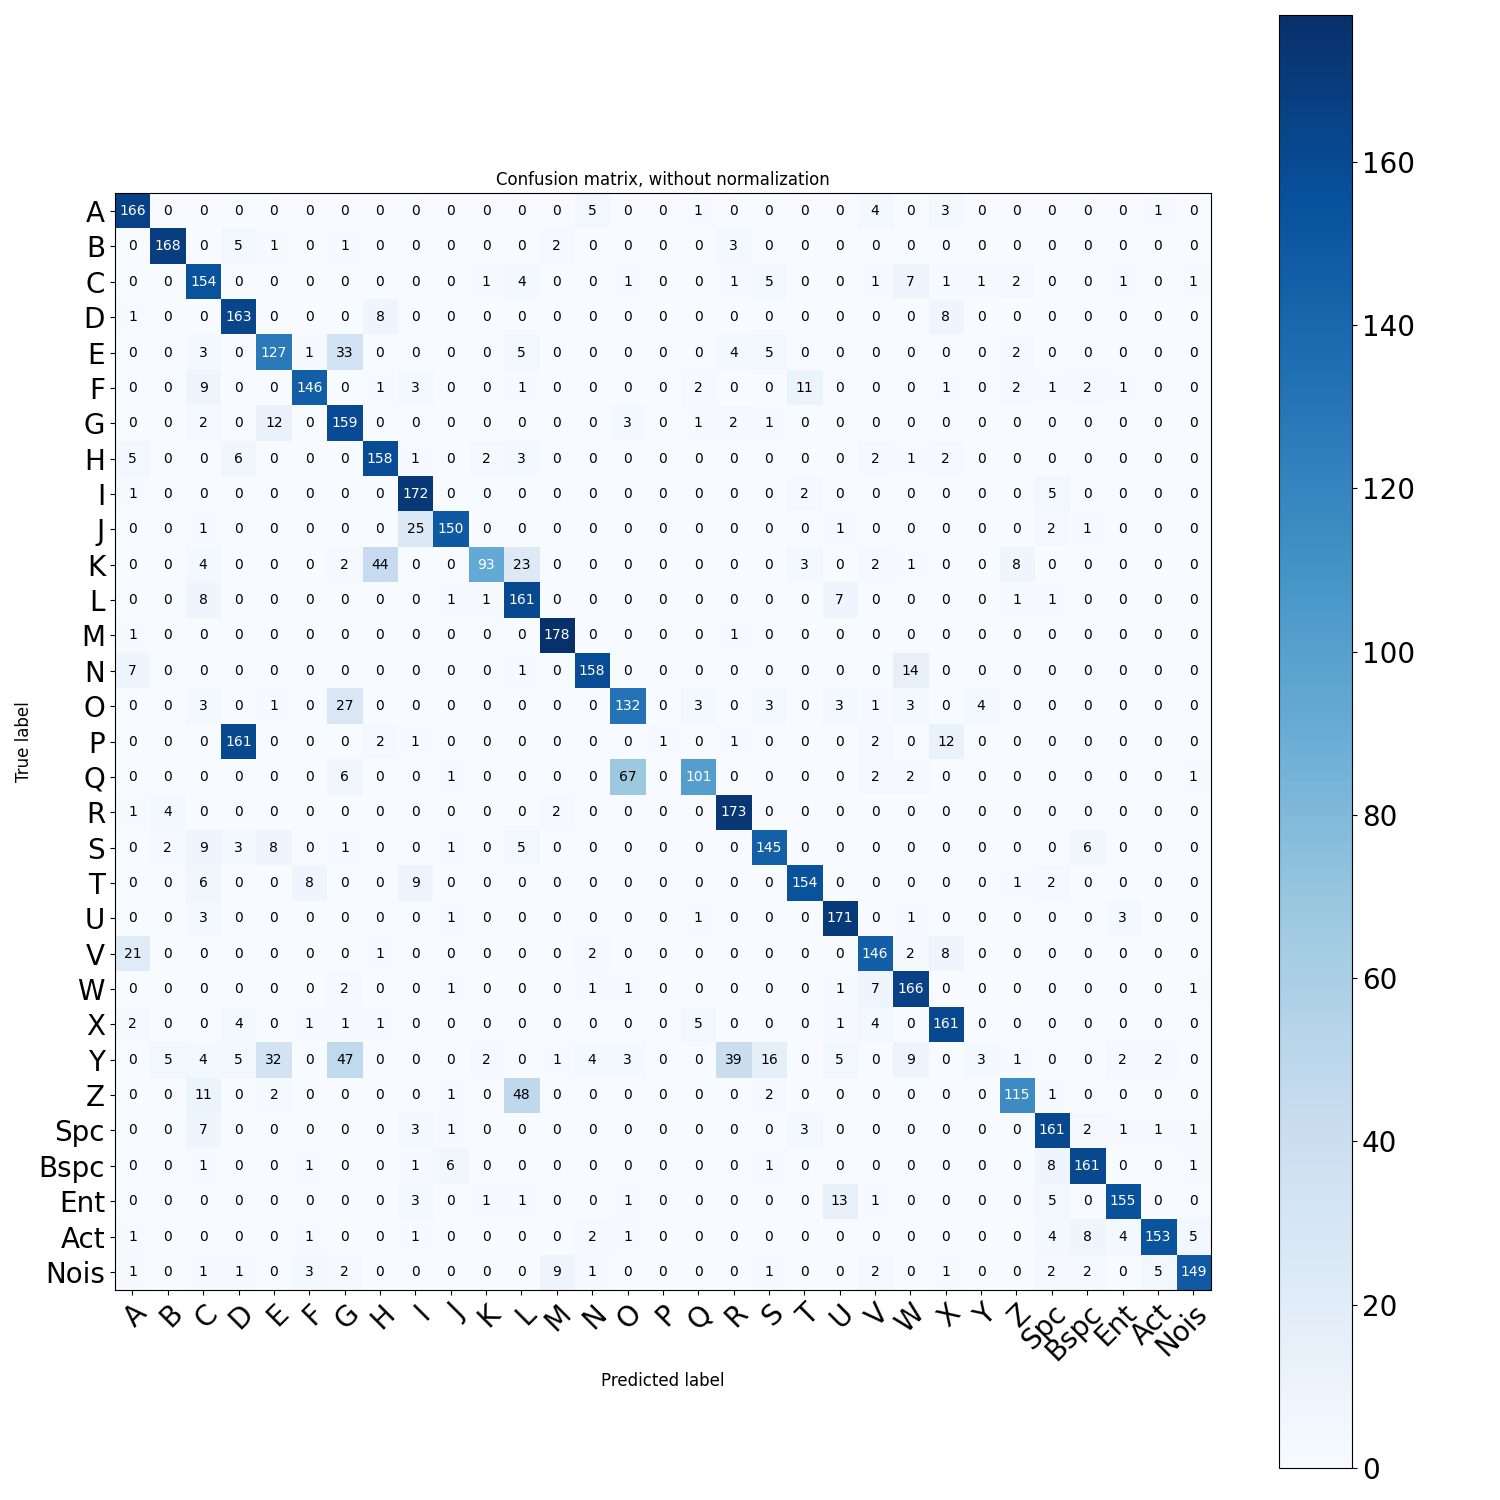 Confusion matrix, without normalization
A 166 0 0 0 0 0 0 0 0 0 0 0 0 5 0 0 1 0 0 0 0 4 0 3 0 0 0 0 0 1 0
B 0 168 0 5 1 0 1 0 0 0 0 0 2 0 0 0 0 3 0 0 0 0 0 0 0 0 0 0 0 0 0
C 0 0 154 0 0 0 0 0 0 0 1 4 0 0 1 0 0 1 5 0 0 1 7 1 1 2 0 0 1 0 1
D 1 0 0 163 0 0 0 8 0 0 0 0 0 0 0 0 0 0 0 0 0 0 0 8 0 0 0 0 0 0 0
E 0 0 3 0 127 1 33 0 0 0 0 5 0 0 0 0 0 4 5 0 0 0 0 0 0 2 0 0 0 0 0
F 0 0 9 0 0 146 0 1 3 0 0 1 0 0 0 0 2 0 0 11 0 0 0 1 0 2 1 2 1 0 0
G 0 0 2 0 12 0 159 0 0 0 0 0 0 0 3 0 1 2 1 0 0 0 0 0 0 0 0 0 0 0 0
H 5 0 0 6 0 0 0 158 1 0 2 3 0 0 0 0 0 0 0 0 0 2 1 2 0 0 0 0 0 0 0
I 1 0 0 0 0 0 0 0 172 0 0 0 0 0 0 0 0 0 0 2 0 0 0 0 0 0 5 0 0 0 0
J 0 0 1 0 0 0 0 0 25 150 0 0 0 0 0 0 0 0 0 0 1 0 0 0 0 0 2 1 0 0 0
K 0 0 4 0 0 0 2 44 0 0 93 23 0 0 0 0 0 0 0 3 0 2 1 0 0 8 0 0 0 0 0
L 0 0 8 0 0 0 0 0 0 1 1 161 0 0 0 0 0 0 0 0 7 0 0 0 0 1 1 0 0 0 0
M 1 0 0 0 0 0 0 0 0 0 0 0 178 0 0 0 0 1 0 0 0 0 0 0 0 0 0 0 0 0 0
N 7 0 0 0 0 0 0 0 0 0 0 1 0 158 0 0 0 0 0 0 0 0 14 0 0 0 0 0 0 0 0
O 0 0 3 0 1 0 27 0 0 0 0 0 0 0 132 0 3 0 3 0 3 1 3 0 4 0 0 0 0 0 0
P 0 0 0 161 0 0 0 2 1 0 0 0 0 0 0 1 0 1 0 0 0 2 0 12 0 0 0 0 0 0 0
Q 0 0 0 0 0 0 6 0 0 1 0 0 0 0 67 0 101 0 0 0 0 2 2 0 0 0 0 0 0 0 1
R 1 4 0 0 0 0 0 0 0 0 0 0 2 0 0 0 0 173 0 0 0 0 0 0 0 0 0 0 0 0 0
S 0 2 9 3 8 0 1 0 0 1 0 5 0 0 0 0 0 0 145 0 0 0 0 0 0 0 0 6 0 0 0
T 0 0 6 0 0 8 0 0 9 0 0 0 0 0 0 0 0 0 0 154 0 0 0 0 0 1 2 0 0 0 0
U 0 0 3 0 0 0 0 0 0 1 0 0 0 0 0 0 1 0 0 0 171 0 1 0 0 0 0 0 3 0 0
V 21 0 0 0 0 0 0 1 0 0 0 0 0 2 0 0 0 0 0 0 0 146 2 8 0 0 0 0 0 0 0
W 0 0 0 0 0 0 2 0 0 1 0 0 0 1 1 0 0 0 0 0 1 7 166 0 0 0 0 0 0 0 1
X 2 0 0 4 0 1 1 1 0 0 0 0 0 0 0 0 5 0 0 0 1 4 0 161 0 0 0 0 0 0 0
Y 0 5 4 5 32 0 47 0 0 0 2 0 1 4 3 0 0 39 16 0 5 0 9 0 3 1 0 0 2 2 0
Z 0 0 11 0 2 0 0 0 0 1 0 48 0 0 0 0 0 0 2 0 0 0 0 0 0 115 1 0 0 0 0
Spc 0 0 7 0 0 0 0 0 3 1 0 0 0 0 0 0 0 0 0 3 0 0 0 0 0 0 161 2 1 1 1
Bspc 0 0 1 0 0 1 0 0 1 6 0 0 0 0 0 0 0 0 1 0 0 0 0 0 0 0 8 161 0 0 1
Ent 0 0 0 0 0 0 0 0 3 0 1 1 0 0 1 0 0 0 0 0 13 1 0 0 0 0 5 0 155 0 0
Act 1 0 0 0 0 1 0 0 1 0 0 0 0 2 1 0 0 0 0 0 0 0 0 0 0 0 4 8 4 153 5
Nois 1 0 1 1 0 3 2 0 0 0 0 0 9 1 0 0 0 0 1 0 0 2 0 1 0 0 2 2 0 5 149
A B C D E F G H I J K L M N O P Q R S T U V W X Y Z Spc Bspc Ent Act Nois
Predicted label
True label
160
140
120
100
80
60
40
20
0